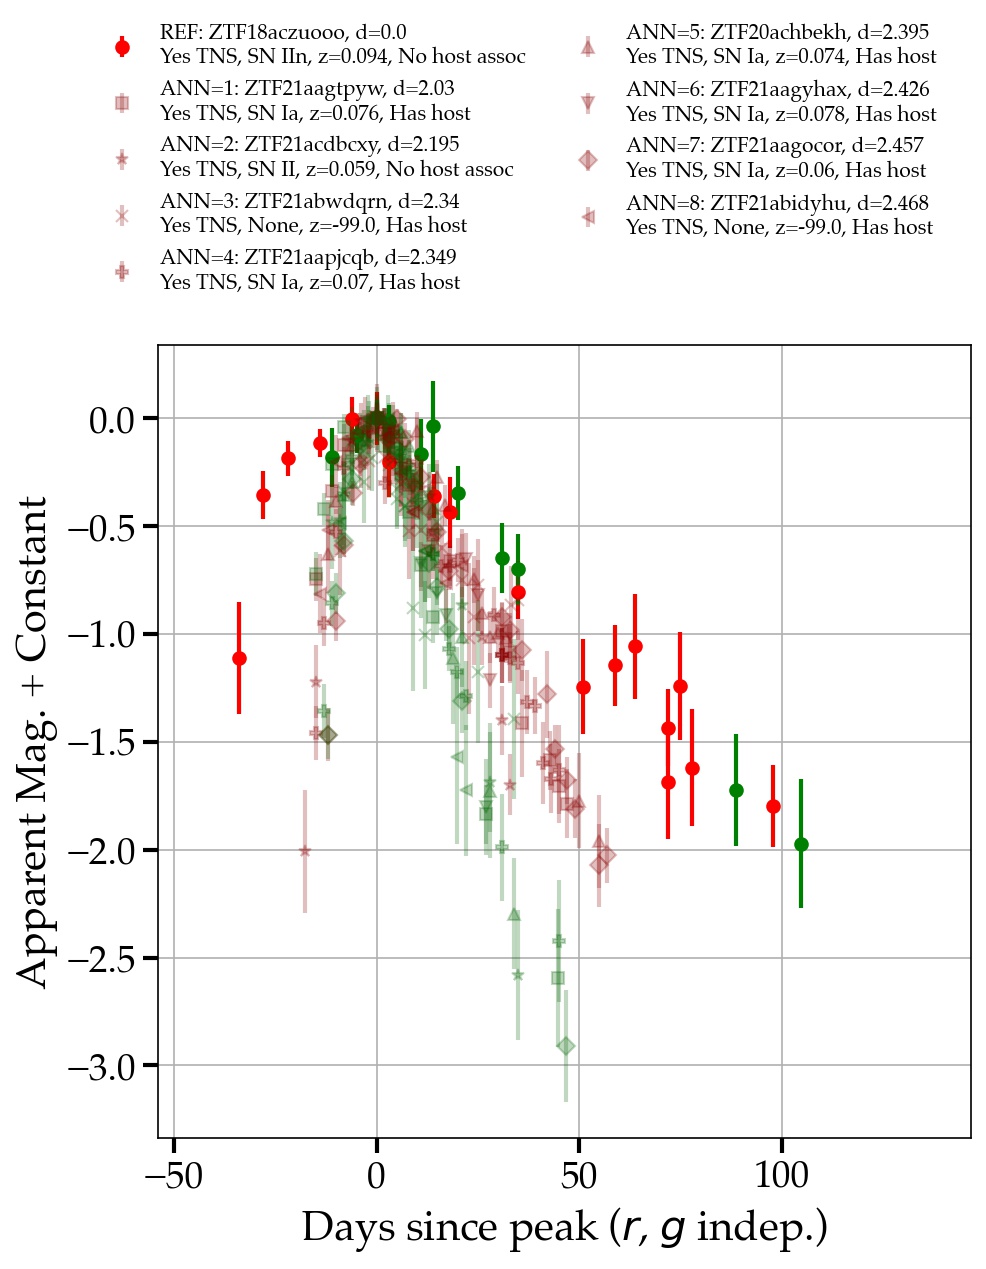 REF: ZTF18aczuooo, d=0.0
Yes TNS, SN IIn, z=0.094, No host assoc
ANN=1: ZTF21aagtpyw, d=2.03
Yes TNS, SN Ia, z=0.076, Has host
ANN=2: ZTF21acdbcxy, d=2.195
Yes TNS, SN II, z=0.059, No host assoc
ANN=3: ZTF21abwdqrn, d=2.34
Yes TNS, None, z=-99.0, Has host
ANN=4: ZTF21aapjcqb, d=2.349
Yes TNS, SN Ia, z=0.07, Has host
ANN=5: ZTF20achbekh, d=2.395
Yes TNS, SN Ia, z=0.074, Has host
ANN=6: ZTF21aagyhax, d=2.426
Yes TNS, SN Ia, z=0.078, Has host
ANN=7: ZTF21aagocor, d=2.457
Yes TNS, SN Ia, z=0.06, Has host
ANN=8: ZTF21abidyhu, d=2.468
Yes TNS, None, z=-99.0, Has host
Apparent Mag. + Constant
0.0
−0.5
−1.0
−1.5
−2.0
−2.5
−3.0
−50 0 50 100
Days since peak (r, g indep.)